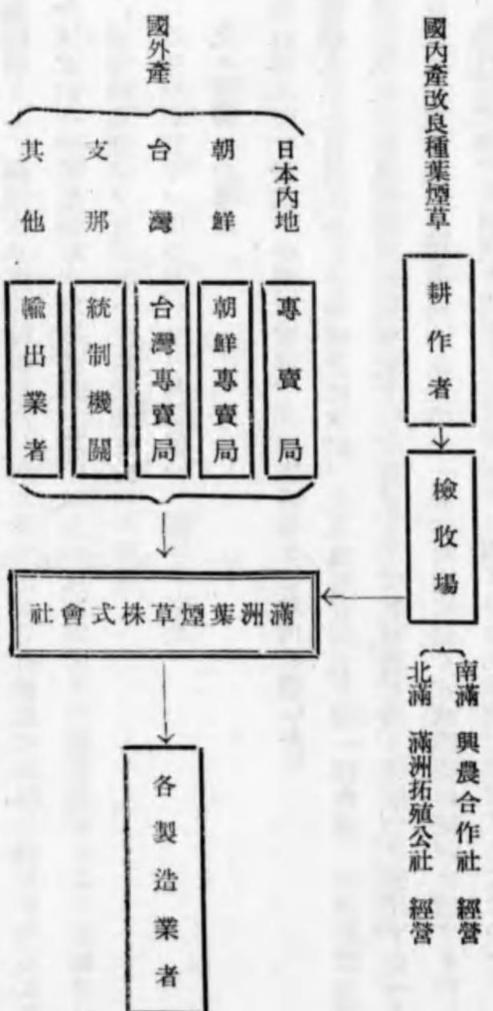 國內產改良種葉煙草
耕作者
檢收場
南滿 興農合作社 經營
北滿 滿洲拓殖公社 經營
國外產
日本內地
專賣局
朝鮮
朝鮮專賣局
台灣
台灣專賣局
支那
統制機關
其他
輸出業者
滿洲葉煙草株式會社
各製造業者